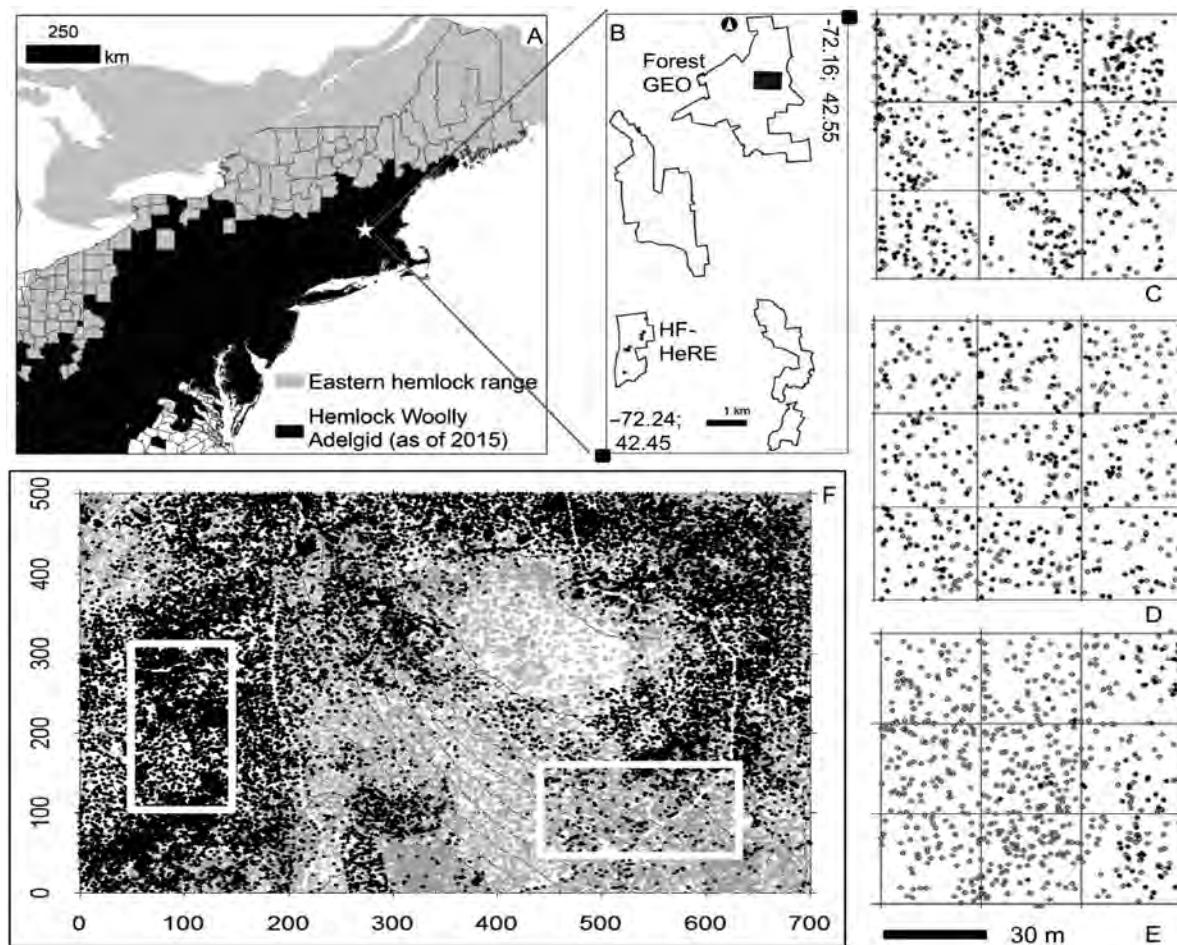 250
km
A
Eastern hemlock range
Hemlock Woolly
Adelgid (as of 2015)
B
Forest
GEO
-72.16; 42.55
HF-
HeRE
1 km
-72.24;
42.45
C
D
E
30 m
F
500
400
300
200
100
0
0 100 200 300 400 500 600 700